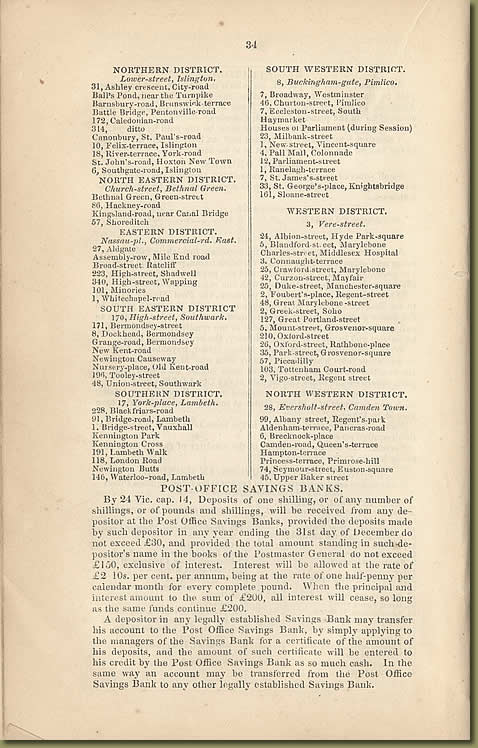 34
NORTHERN DISTRICT.
Lower-street, Islington.
31, Ashley crescent, City-road
Ball's Pond, near the Turnpike
Barnsbury-road, Brunswick-terrace
Battle Bridge, Pentonville-road
172, Caledonian-road
314, ditto
Canonbury, St. Paul's-road
10, Felix-terrace, Islington
18, River-terrace, York-road
St. John's-road, Hoxton New Town
6, Southgate-road, Islington
NORTH EASTERN DISTRICT.
Church-street, Bethnal Green.
Bethnal Green, Green-street
86, Hackney-road
Kingsland-road, near Canal Bridge
57, Shoreditch
EASTERN DISTRICT.
Nassau-pl., Commercial-rd. East.
27, Aldgate
Assembly-row, Mile End road
Broad-street Ratcliff
223, High-street, Shadwell
340, High-street, Wapping
101, Minories
1, Whitechapel-road
SOUTH EASTERN DISTRICT
170, High-street, Southwark.
171, Bermondsey-street
8, Dockhead, Bermondsey
Grange-road, Bermondsey
New Kent-road
Newington Causeway
Nursery-place, Old Kent-road
196, Tooley-street
48, Union-street, Southwark
SOUTHERN DISTRICT.
17, York-place, Lambeth.
228, Blackfriars-road
91, Bridge-road, Lambeth
1. Bridge-street, Vauxhall
Kennington Park
Kennington Cross
191, Lambeth Walk
118, London Road
Newington Butts
146, Waterloo-road, Lambeth
SOUTH WESTERN DISTRICT.
8, Buckingham-gate, Pimlico.
7, Broadway, Westminster
46, Churton-street, Pimlico
7, Eccleston-street, South
Haymarket
Houses of Parliament (during Session)
23, Milbank-street
1, New-street, Vincent-square
4, Pall Mall, Colonnade
12, Parliament-street
1, Ranelagh-terrace
7, St. James's-street
33, St. George's-place, Knightsbridge
161, Sloane-street
WESTERN DISTRICT.
3, Vere-street.
24, Albion-street, Hyde Park-square
5, Blandford-street, Marylebone
Charles-street, Middlesex Hospital
3. Connaught-terrace
25, Crawford-street, Marylebone
42, Curzon-street, Mayfair
25, Duke-street, Manchester-square
2, Foubert's-place, Regent-street
48, Great Marylebone-street
2, Greek-street, Soho
127, Great Portland-street
5, Mount-street, Grosvenor-square
210, Oxford-street
26, Oxford-street, Rathbone-place
35, Park-street, Grosvenor-square
57, Piccadilly
103, Tottenham Court-road
2, Vigo-street, Regent street
NORTH WESTERN DISTRICT.
28, Eversholt-street, Camden Town.
99, Albany street, Regent's-park
Aldenham-terrace, Pancras-road
6, Brecknock-place
Camden-road, Queen's-terrace
Hampton-terrace
Princess-terrace, Primrose-hill
74, Seymour-street, Euston-square
45. Upper Baker street
POST-OFFICE SAVINGS BANKS.
By 24 Vic. cap. 14, Deposits of one shilling, or of any number of
shillings, or of pounds and shillings, will be received from any de-
positor at the Post Office Savings Banks, provided the deposits made
by such depositor in any year ending the 31st day of December do
not exceed £30, and provided the total amount standing in such de-
positor's name in the books of the Postmaster General do not exceed
£150, exclusive of interest. Interest will be allowed at the rate of
£2 10s. per cent. per annum, being at the rate of one half-penny per
calendar month for every complete pound. When the principal and
interest amount to the sum of £200, all interest will cease, so long
as the same funds continue £200.
A depositor in any legally established Savings Bank may transfer
his account to the Post Office Savings Bank, by simply applying to
the managers of the Savings Bank for a certificate of the amount of
his deposits, and the amount of such certificate will be entered to
his credit by the Post Office Savings Bank as so much cash. In the
same way an account may be transferred from the Post Office
Savings Bank to any other legally established Savings Bank.